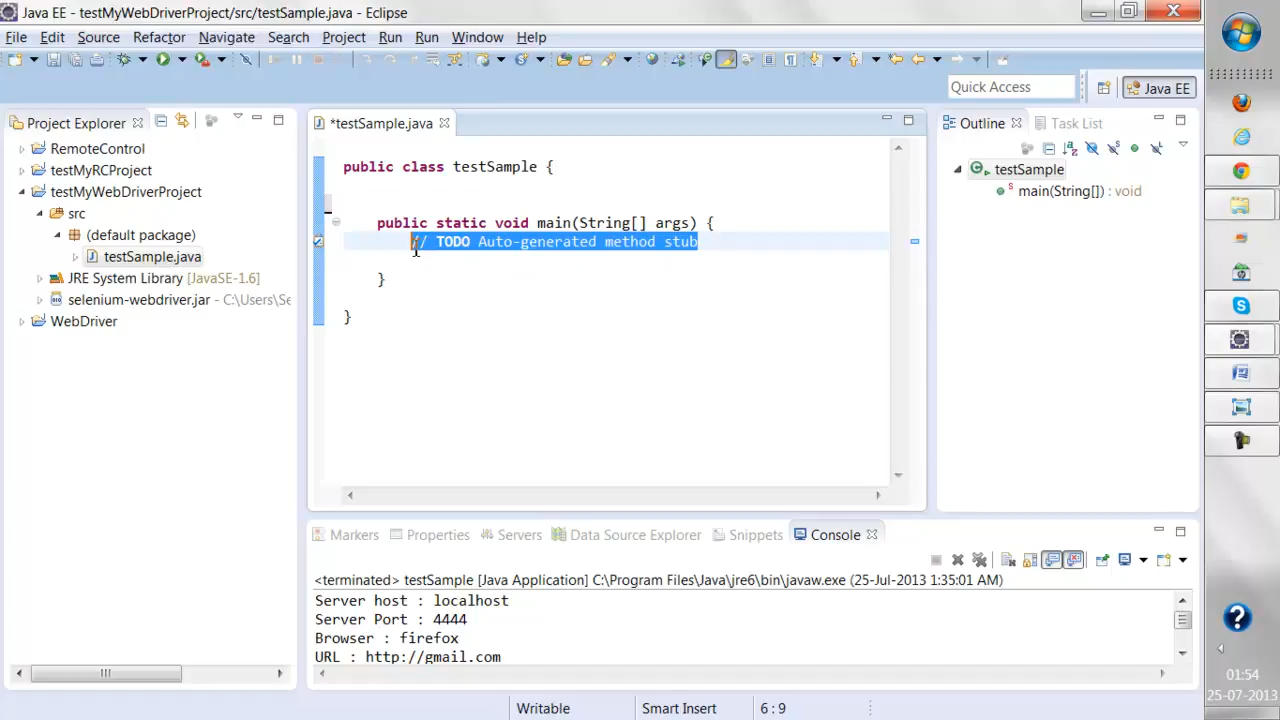 Java EE - testMyWebDriverProject/src/testSample.java - Eclipse
File Edit Source Refactor Navigate Search Project Run Run Window Help
Quick Access
Java EE
Project Explorer
RemoteControl
testMyRCProject
testMyWebDriverProject
src
(default package)
testSample.java
JRE System Library [JavaSE-1.6]
selenium-webdriver.jar - C:\Users\Se
WebDriver
*testSample.java
public class testSample {
public static void main(String[] args) {
// TODO Auto-generated method stub
}
}
Outline Task List
testSample
main(String[]) : void
Markers Properties Servers Data Source Explorer Snippets Console
<terminated> testSample [Java Application] C:\Program Files\Java\jre6\bin\javaw.exe (25-Jul-2013 1:35:01 AM)
Server host : localhost
Server Port : 4444
Browser : firefox
URL : http://gmail.com
Writable Smart Insert 6 : 9
01:54
25-07-2013